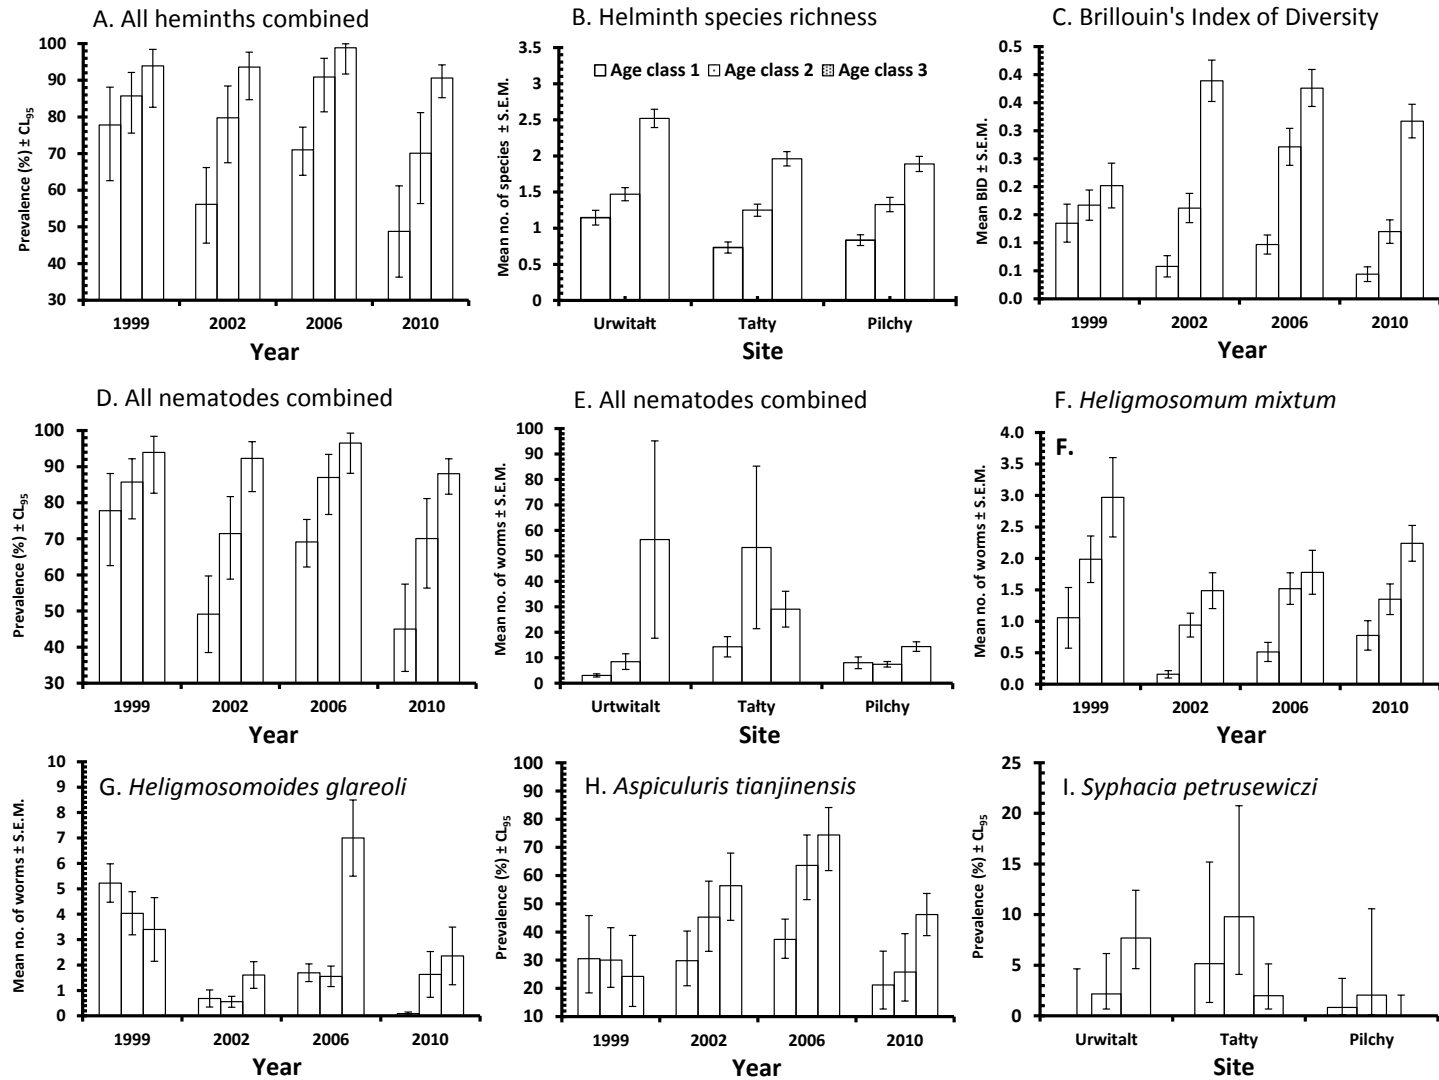 A. All heminths combined
Prevalence (%) ± CL95
100
90
80
70
60
50
40
30
1999 2002 2006 2010
Year
B. Helminth species richness
Mean no. of species ± S.E.M.
3.5
3
2.5
2
1.5
1
0.5
0
Age class 1 Age class 2 Age class 3
Urwitałt Tałty Pilchy
Site
C. Brillouin's Index of Diversity
Mean BID ± S.E.M.
0.5
0.4
0.4
0.3
0.3
0.2
0.2
0.1
0.1
0.0
1999 2002 2006 2010
Year
D. All nematodes combined
Prevalence (%) ± CL95
100
90
80
70
60
50
40
30
1999 2002 2006 2010
Year
E. All nematodes combined
Mean no. of worms ± S.E.M.
100
90
80
70
60
50
40
30
20
10
0
Urtwitalt Tałty Pilchy
Site
F. Heligmosomum mixtum
F.
Mean no. of worms ± S.E.M.
4.0
3.5
3.0
2.5
2.0
1.5
1.0
0.5
0.0
1999 2002 2006 2010
Year
G. Heligmosomoides glareoli
Mean no. of worms ± S.E.M.
10
9
8
7
6
5
4
3
2
1
0
1999 2002 2006 2010
Year
H. Aspiculuris tianjinensis
Prevalence (%) ± CL95
100
90
80
70
60
50
40
30
20
10
1999 2002 2006 2010
Year
I. Syphacia petrusewiczi
Prevalence (%) ± CL95
25
20
15
10
5
0
Urwitalt Tałty Pilchy
Site